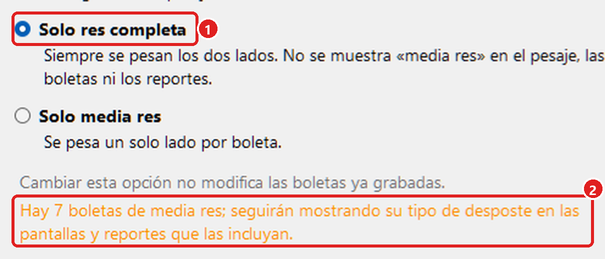 Solo res completa 1
Siempre se pesan los dos lados. No se muestra «media res» en el pesaje, las
boletas ni los reportes.
Solo media res
Se pesa un solo lado por boleta.
Cambiar esta opción no modifica las boletas ya grabadas.
2
Hay 7 boletas de media res; seguirán mostrando su tipo de desposte en las
pantallas y reportes que las incluyan.